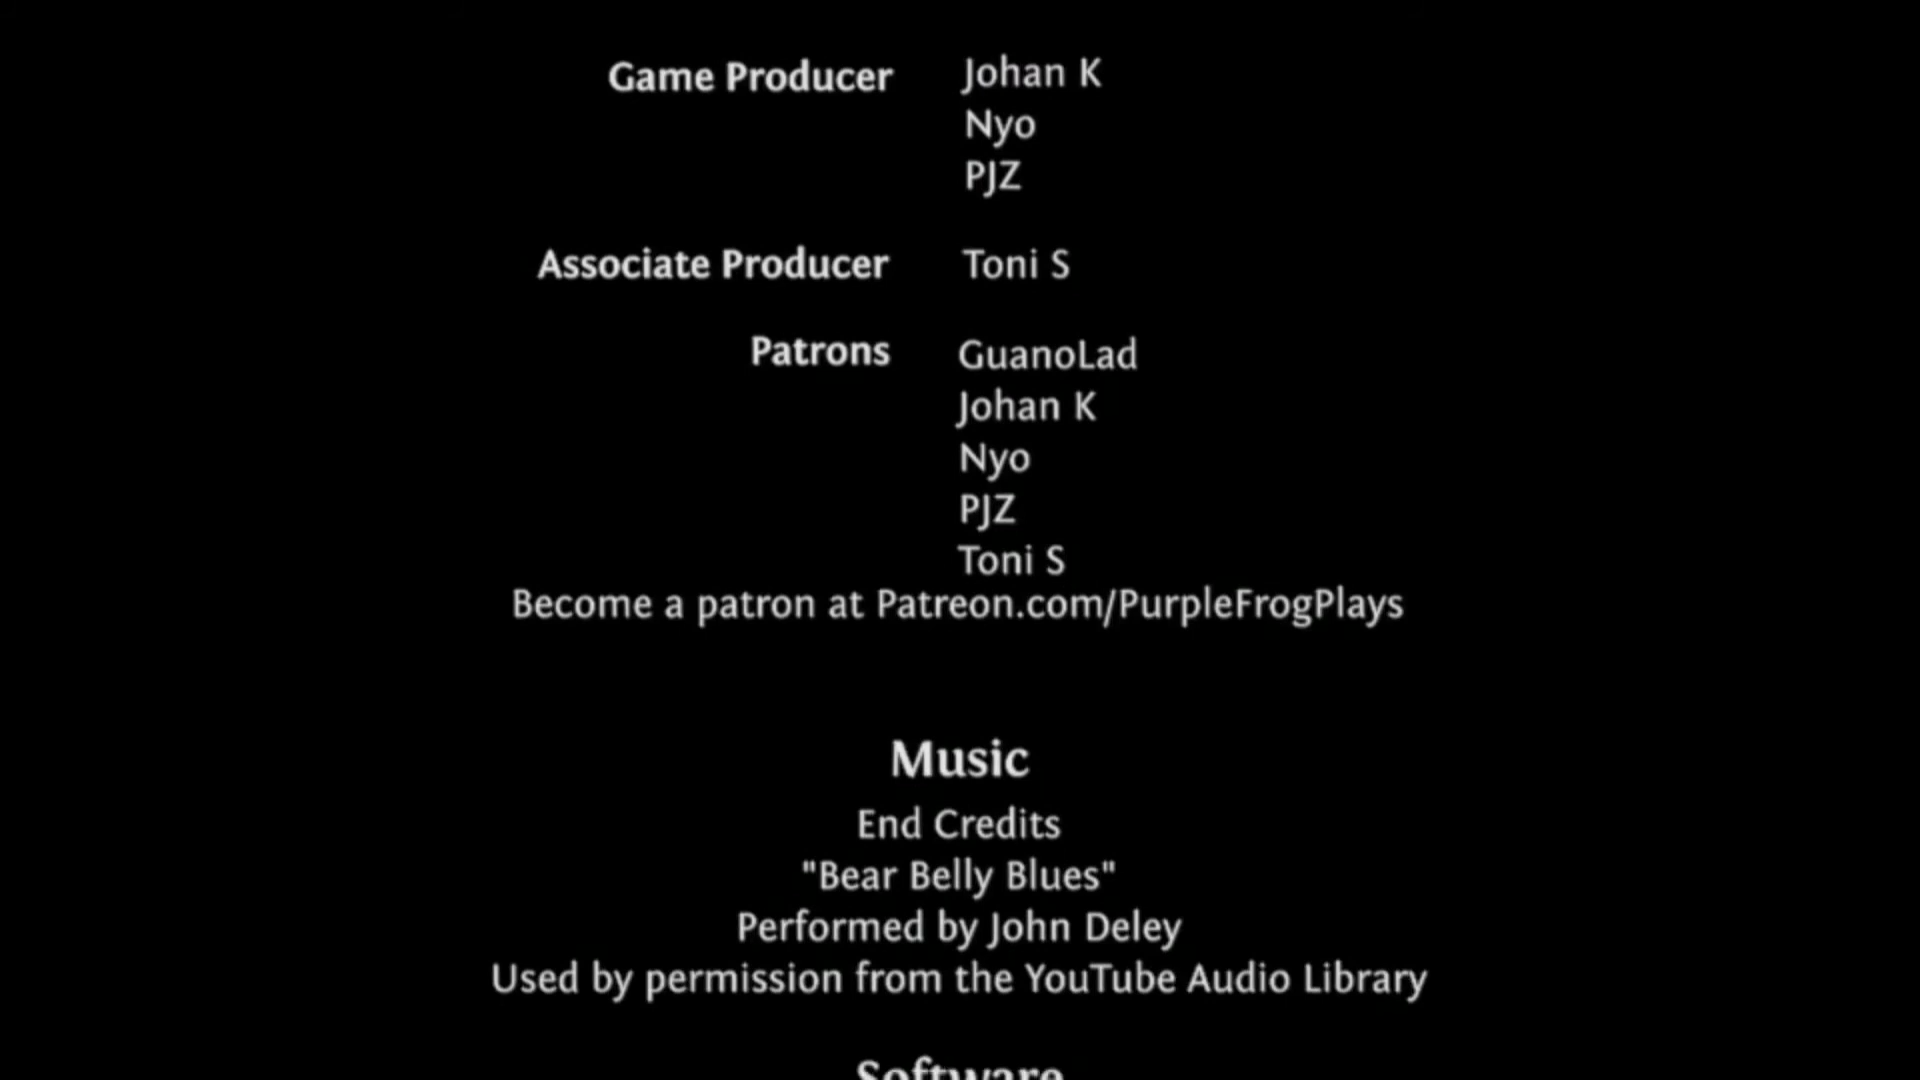 Game Producer Johan K
Nyo
PJZ
Associate Producer Toni S
Patrons GuanoLad
Johan K
Nyo
PJZ
Toni S
Become a patron at Patreon.com/PurpleFrogPlays
Music
End Credits
"Bear Belly Blues"
Performed by John Deley
Used by permission from the YouTube Audio Library
Software